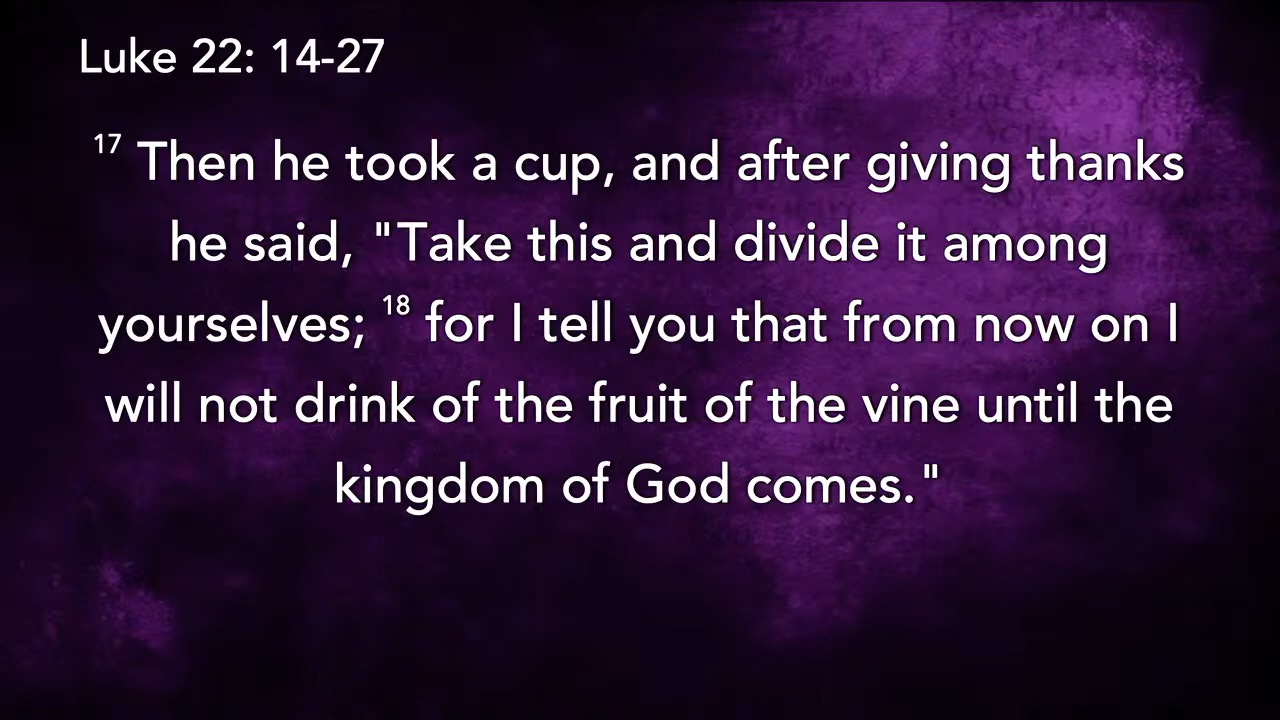 Luke 22: 14-27
17 Then he took a cup, and after giving thanks
he said, "Take this and divide it among
yourselves; 18 for I tell you that from now on I
will not drink of the fruit of the vine until the
kingdom of God comes."